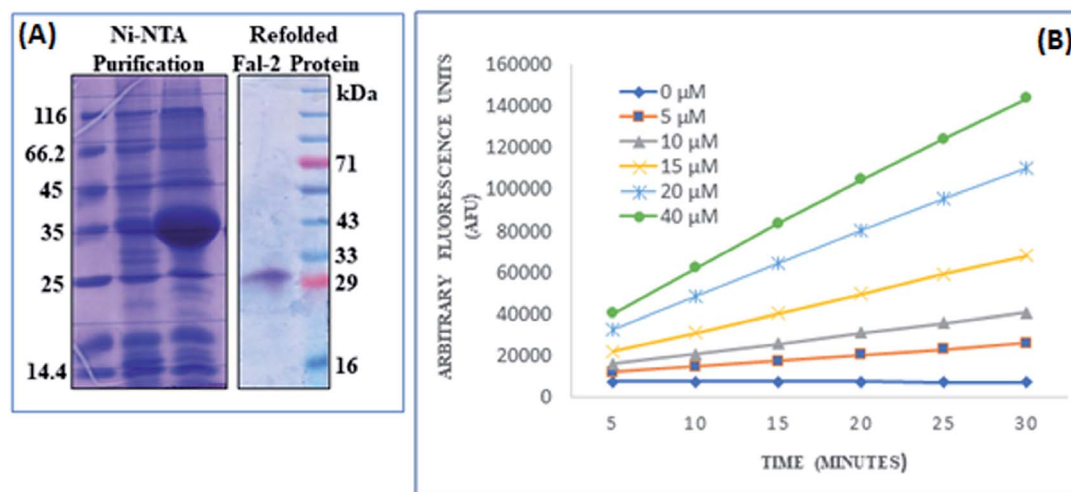 (A)
Ni-NTA Purification
Refolded Fal-2 Protein
kDa
116
66.2
45
35
25
14.4
71
43
33
29
16
(B)
ARBITRARY FLUORESCENCE UNITS (AFU)
160000
140000
120000
100000
80000
60000
40000
20000
0
0 µM
5 µM
10 µM
15 µM
20 µM
40 µM
5 10 15 20 25 30
TIME (MINUTES)